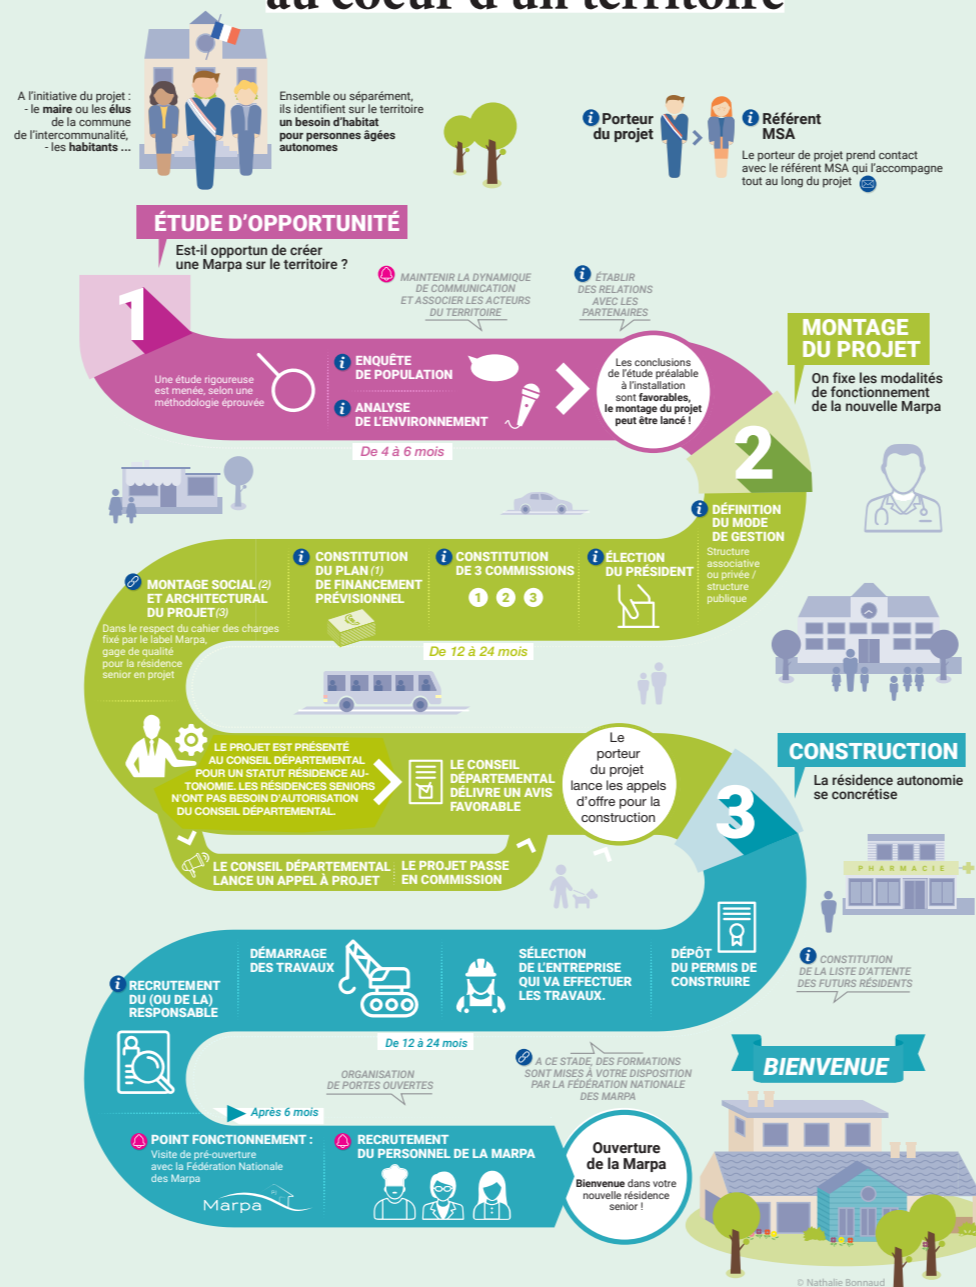 au coeur d'un territoire
A l'initiative du projet :
- le maire ou les élus
de la commune
de l'intercommunalité,
- les habitants ...
Ensemble ou séparément,
ils identifient sur le territoire
un besoin d'habitat
pour personnes âgées
autonomes
i Porteur
du projet
i Référent
MSA
Le porteur de projet prend contact
avec le référent MSA qui l'accompagne
tout au long du projet
ÉTUDE D'OPPORTUNITÉ
Est-il opportun de créer
une Marpa sur le territoire ?
1
MAINTENIR LA DYNAMIQUE
DE COMMUNICATION
ET ASSOCIER LES ACTEURS
DU TERRITOIRE
i ÉTABLIR
DES RELATIONS
AVEC LES
PARTENAIRES
Une étude rigoureuse
est menée, selon une
méthodologie éprouvée
i ENQUÊTE
DE POPULATION
i ANALYSE
DE L'ENVIRONNEMENT
Les conclusions
de l'étude préalable
à l'installation
sont favorables,
le montage du projet
peut être lancé !
De 4 à 6 mois
MONTAGE
DU PROJET
On fixe les modalités
de fonctionnement
de la nouvelle Marpa
2
i DÉFINITION
DU MODE
DE GESTION
Structure
associative
ou privée /
structure
publique
i ÉLECTION
DU PRÉSIDENT
i CONSTITUTION
DE 3 COMMISSIONS
1 2 3
i CONSTITUTION
DU PLAN (1)
DE FINANCEMENT
PRÉVISIONNEL
MONTAGE SOCIAL (2)
ET ARCHITECTURAL
DU PROJET(3)
Dans le respect du cahier des charges
fixé par le label Marpa,
gage de qualité
pour la résidence
senior en projet
De 12 à 24 mois
LE PROJET EST PRÉSENTÉ
AU CONSEIL DÉPARTEMENTAL
POUR UN STATUT RÉSIDENCE AU-
TONOMIE. LES RÉSIDENCES SENIORS
N'ONT PAS BESOIN D'AUTORISATION
DU CONSEIL DÉPARTEMENTAL.
LE CONSEIL
DÉPARTEMENTAL
DÉLIVRE UN AVIS
FAVORABLE
Le
porteur
du projet
lance les appels
d'offre pour la
construction
LE CONSEIL DÉPARTEMENTAL
LANCE UN APPEL À PROJET
LE PROJET PASSE
EN COMMISSION
CONSTRUCTION
La résidence autonomie
se concrétise
3
PHARMACIE
DÉPÔT
DU PERMIS DE
CONSTRUIRE
i CONSTITUTION
DE LA LISTE D'ATTENTE
DES FUTURS RÉSIDENTS
SÉLECTION
DE L'ENTREPRISE
QUI VA EFFECTUER
LES TRAVAUX.
DÉMARRAGE
DES TRAVAUX
i RECRUTEMENT
DU (OU DE LA)
RESPONSABLE
De 12 à 24 mois
ORGANISATION
DE PORTES OUVERTES
A CE STADE, DES FORMATIONS
SONT MISES À VOTRE DISPOSITION
PAR LA FÉDÉRATION NATIONALE
DES MARPA
BIENVENUE
Après 6 mois
POINT FONCTIONNEMENT :
Visite de pré-ouverture
avec la Fédération Nationale
des Marpa
Marpa
RECRUTEMENT
DU PERSONNEL DE LA MARPA
Ouverture
de la Marpa
Bienvenue dans votre
nouvelle résidence
senior !
© Nathalie Bonnaud